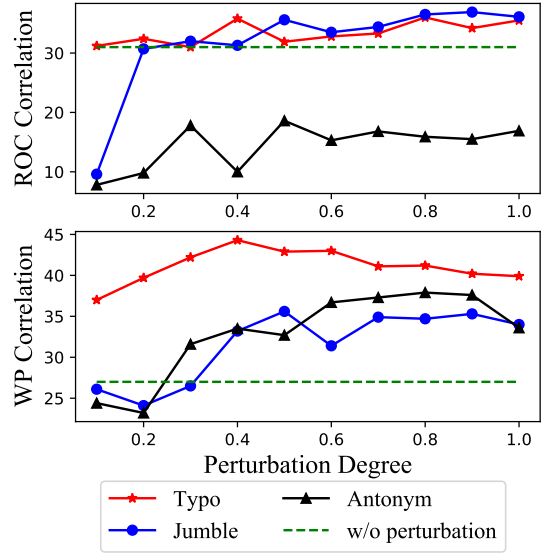 ROC Correlation
30
20
10
0.2 0.4 0.6 0.8 1.0
WP Correlation
45
40
35
30
25
0.2 0.4 0.6 0.8 1.0
Perturbation Degree
Typo Antonym
Jumble w/o perturbation